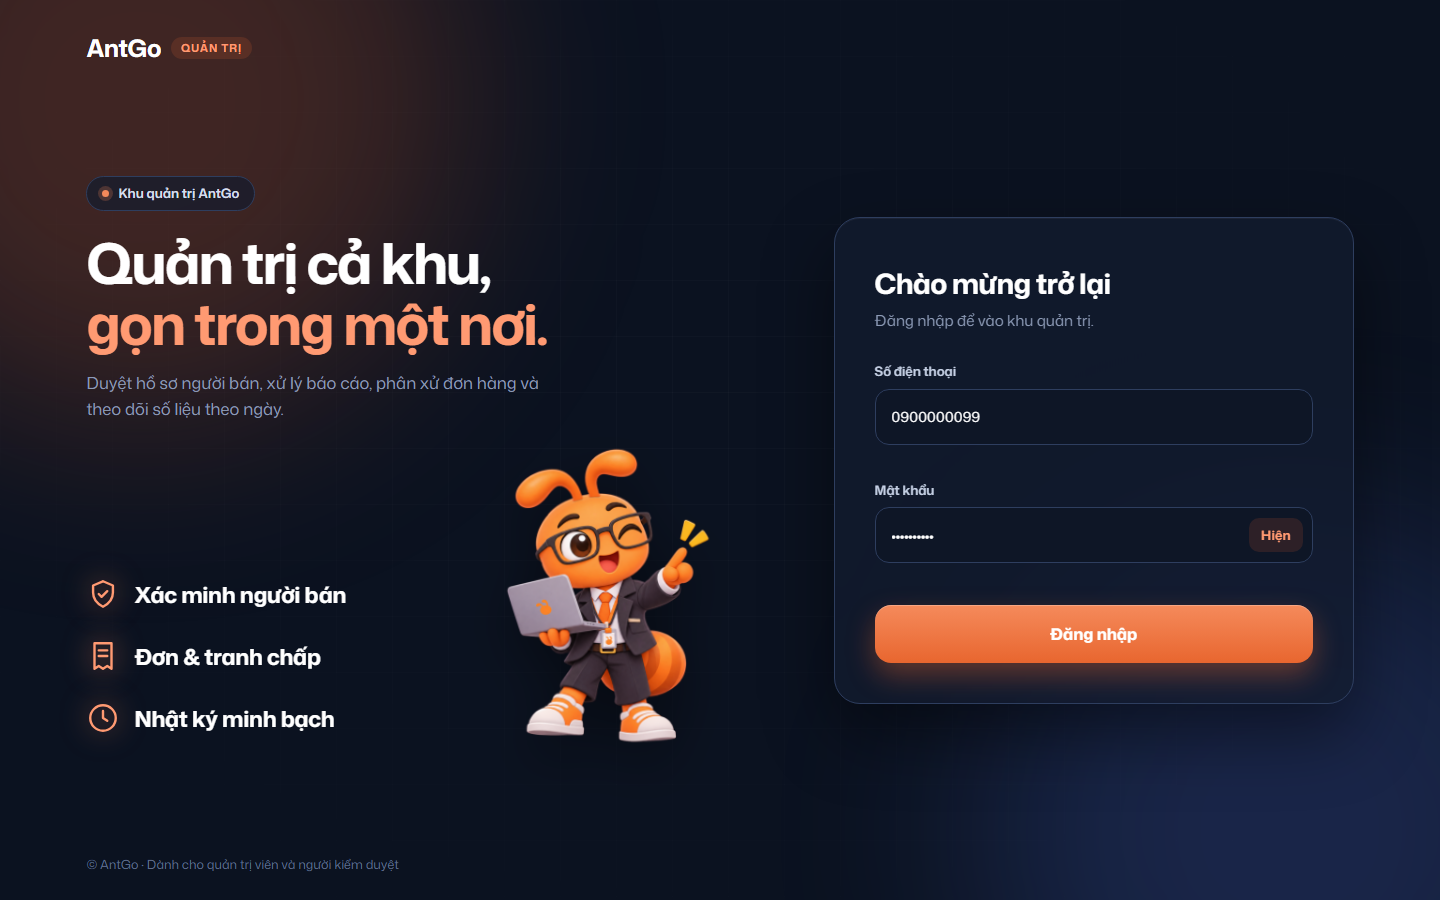 AntGo
QUẢN TRỊ
Khu quản trị AntGo
Quản trị cả khu,
gọn trong một nơi.
Duyệt hồ sơ người bán, xử lý báo cáo, phân xử đơn hàng và
theo dõi số liệu theo ngày.
Xác minh người bán
Đơn & tranh chấp
Nhật ký minh bạch
© AntGo · Dành cho quản trị viên và người kiểm duyệt
Chào mừng trở lại
Đăng nhập để vào khu quản trị.
Số điện thoại
0900000099
Mật khẩu
••••••••••
Hiện
Đăng nhập